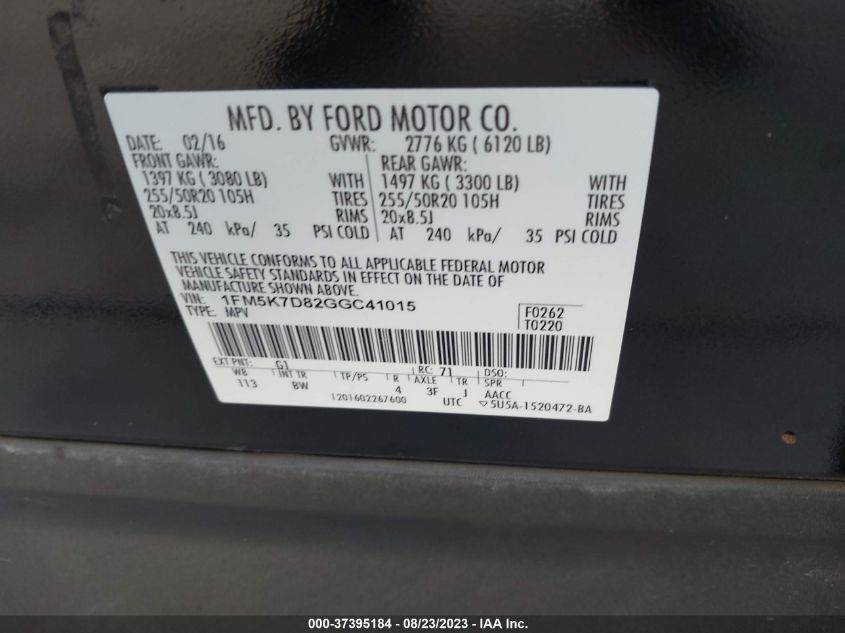 MFD. BY FORD MOTOR CO.
DATE: 02/16 GVWR: 2776 KG ( 6120 LB)
FRONT GAWR: REAR GAWR:
1397 KG ( 3080 LB) WITH 1497 KG ( 3300 LB) WITH
255/50R20 105H TIRES 255/50R20 105H TIRES
20x8.5J RIMS 20x8.5J RIMS
AT 240 kPa/ 35 PSI COLD AT 240 kPa/ 35 PSI COLD
THIS VEHICLE CONFORMS TO ALL APPLICABLE FEDERAL MOTOR
VEHICLE SAFETY STANDARDS IN EFFECT ON THE DATE OF
MANUFACTURE SHOWN ABOVE.
VIN: 1FM5K7D82GGC41015 F0262
TYPE: MPV T0220
EXT PNT: G1 RC: 71 DSO:
WB INT TR TP/PS R AXLE TR SPR
113 BW 4 3F J AACC
1201602267600 UTC ▽5U5A-1520472-BA
000-37395184 - 08/23/2023 - IAA Inc.